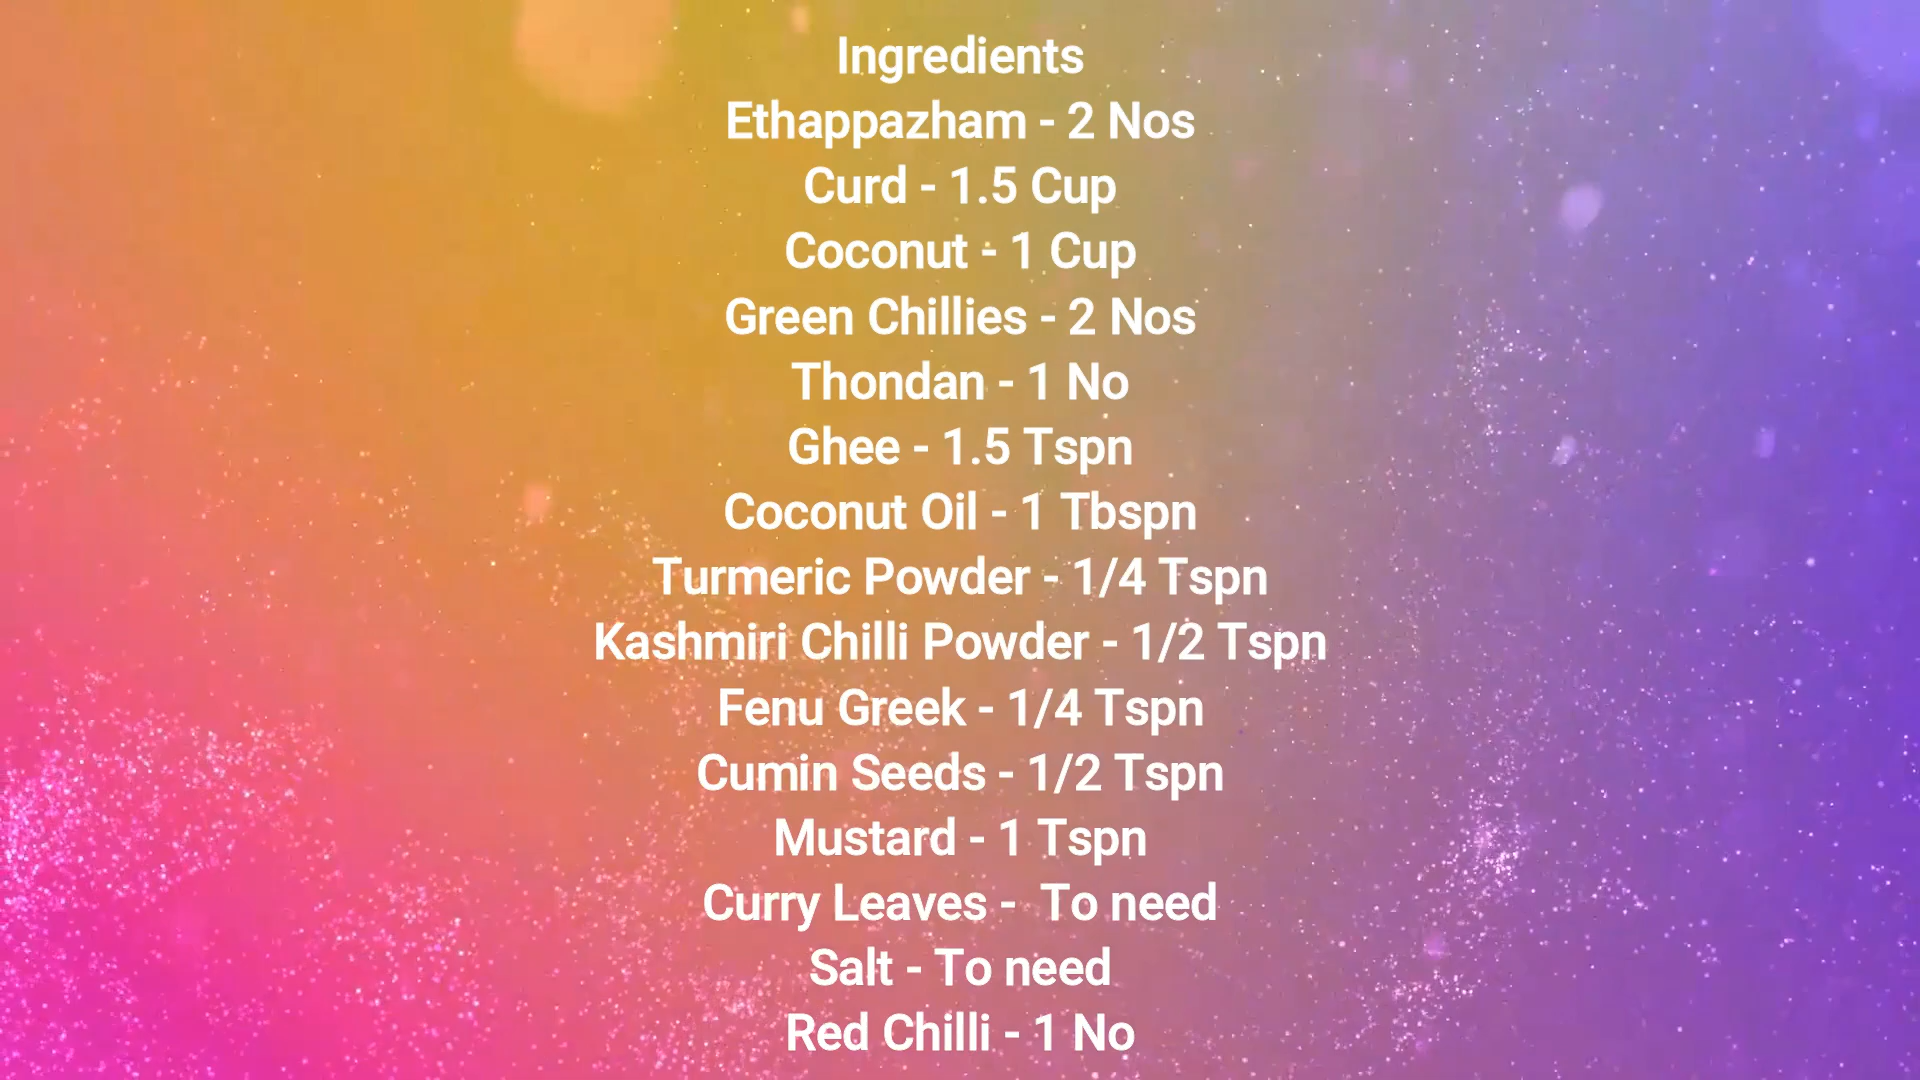 Ingredients
Ethappazham - 2 Nos
Curd - 1.5 Cup
Coconut - 1 Cup
Green Chillies - 2 Nos
Thondan - 1 No
Ghee - 1.5 Tspn
Coconut Oil - 1 Tbspn
Turmeric Powder - 1/4 Tspn
Kashmiri Chilli Powder - 1/2 Tspn
Fenu Greek - 1/4 Tspn
Cumin Seeds - 1/2 Tspn
Mustard - 1 Tspn
Curry Leaves -  To need
Salt - To need
Red Chilli - 1 No